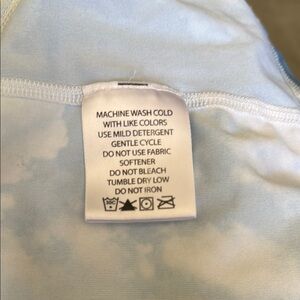 MACHINE WASH COLD
WITH LIKE COLORS
USE MILD DETERGENT
GENTLE CYCLE
DO NOT USE FABRIC
SOFTENER
DO NOT BLEACH
TUMBLE DRY LOW
DO NOT IRON